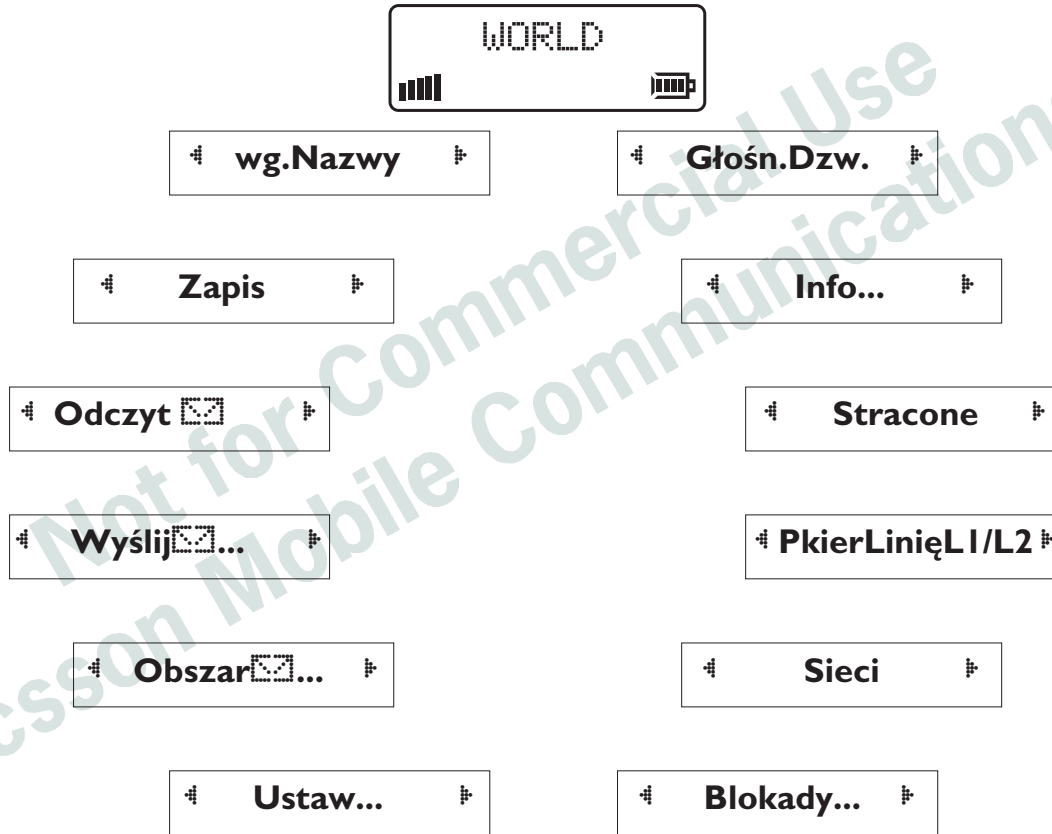 WORLD
wg.Nazwy
Głośn.Dzw.
Zapis
Info...
Odczyt
Stracone
Wyślij...
PkierLinięL1/L2
Obszar...
Sieci
Ustaw...
Blokady...
Not for Commercial Use
Ericsson Mobile Communications